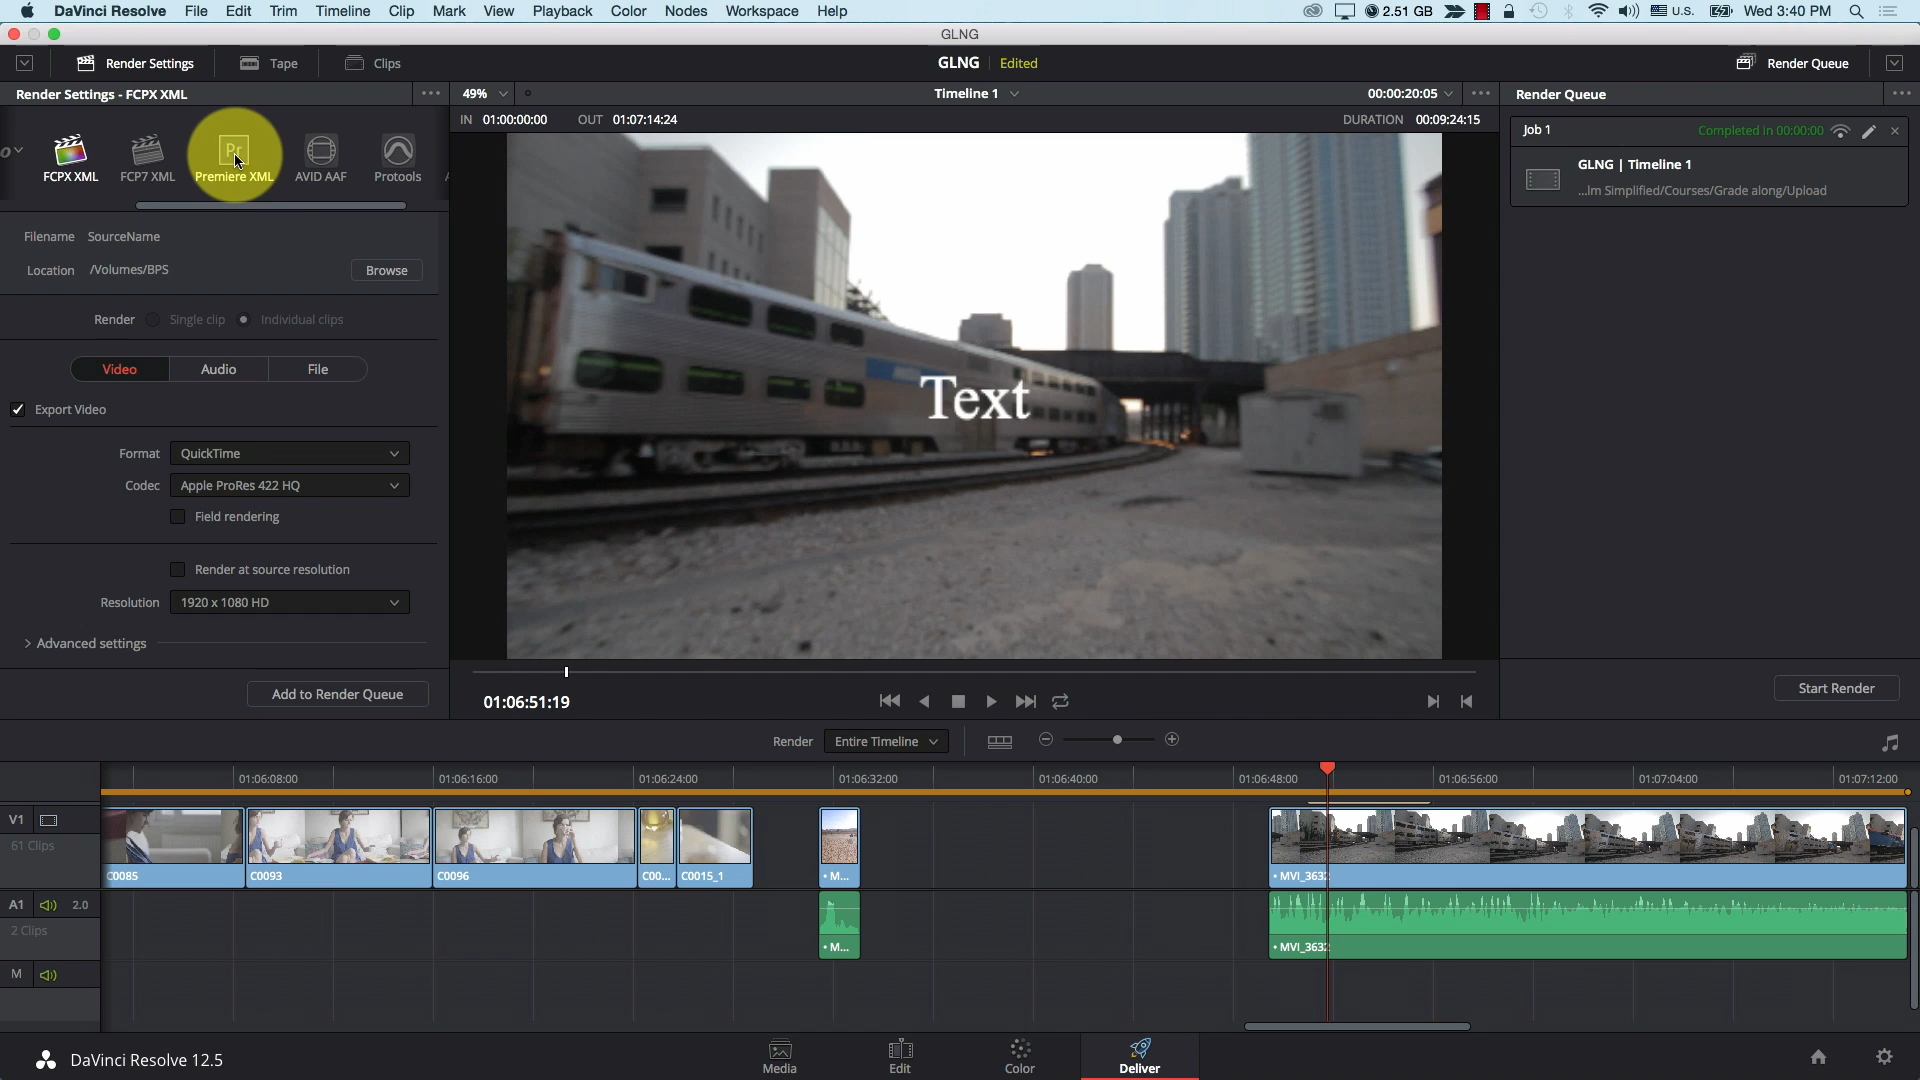 DaVinci Resolve File Edit Trim Timeline Clip Mark View Playback Color Nodes Workspace Help 2.51 GB U.S. Wed 3:40 PM
GLNG
Render Settings Tape Clips GLNG Edited Render Queue
Render Settings - FCPX XML 49% Timeline 1 00:00:20:05 Render Queue
IN 01:00:00:00 OUT 01:07:14:24 DURATION 00:09:24:15
Job 1 Completed in 00:00:00
GLNG | Timeline 1
...lm Simplified/Courses/Grade along/Upload
Pr
FCPX XML FCP7 XML Premiere XML AVID AAF Protools
Filename SourceName
Location /Volumes/BPS Browse
Render Single clip Individual clips
Video Audio File
Export Video
Format QuickTime
Codec Apple ProRes 422 HQ
Field rendering
Render at source resolution
Resolution 1920 x 1080 HD
Advanced settings
Add to Render Queue
Text
01:06:51:19
Start Render
Render Entire Timeline
01:06:08:00 01:06:16:00 01:06:24:00 01:06:32:00 01:06:40:00 01:06:48:00 01:06:56:00 01:07:04:00 01:07:12:00
V1
61 Clips
C0085 C0093 C0096 C00... C0015_1 • M... • MVI_3632
A1 2.0
2 Clips
• M... • MVI_3632
M
DaVinci Resolve 12.5
Media Edit Color Deliver